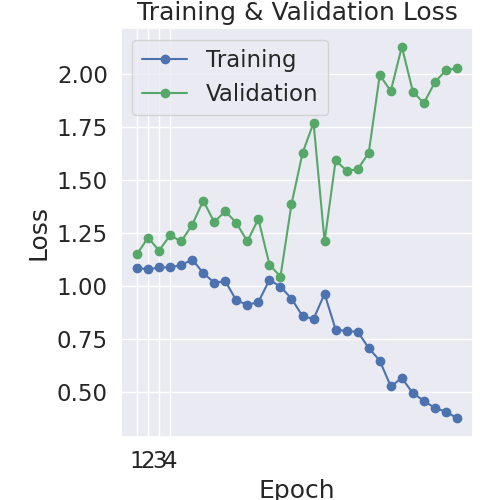 Training & Validation Loss
Training
Validation
2.00
1.75
1.50
1.25
1.00
0.75
0.50
Loss
1234
Epoch